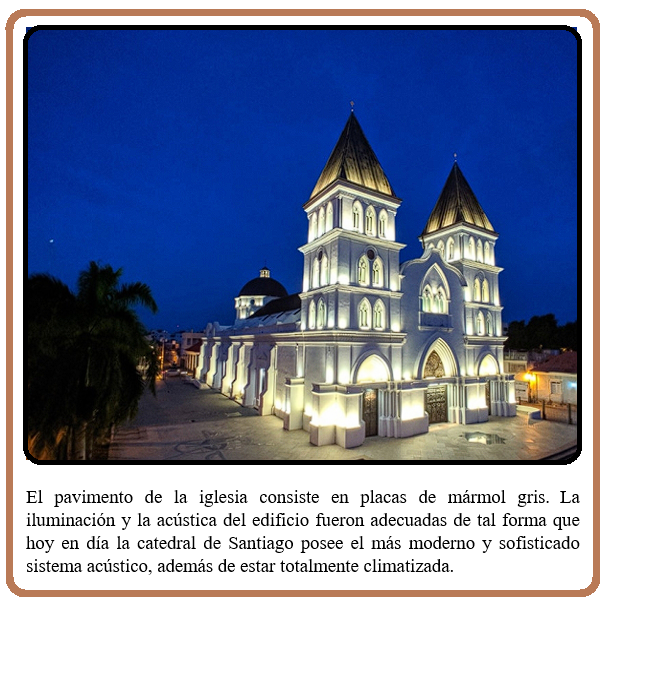 El pavimento de la iglesia consiste en placas de mármol gris. La
iluminación y la acústica del edificio fueron adecuadas de tal forma que
hoy en día la catedral de Santiago posee el más moderno y sofisticado
sistema acústico, además de estar totalmente climatizada.